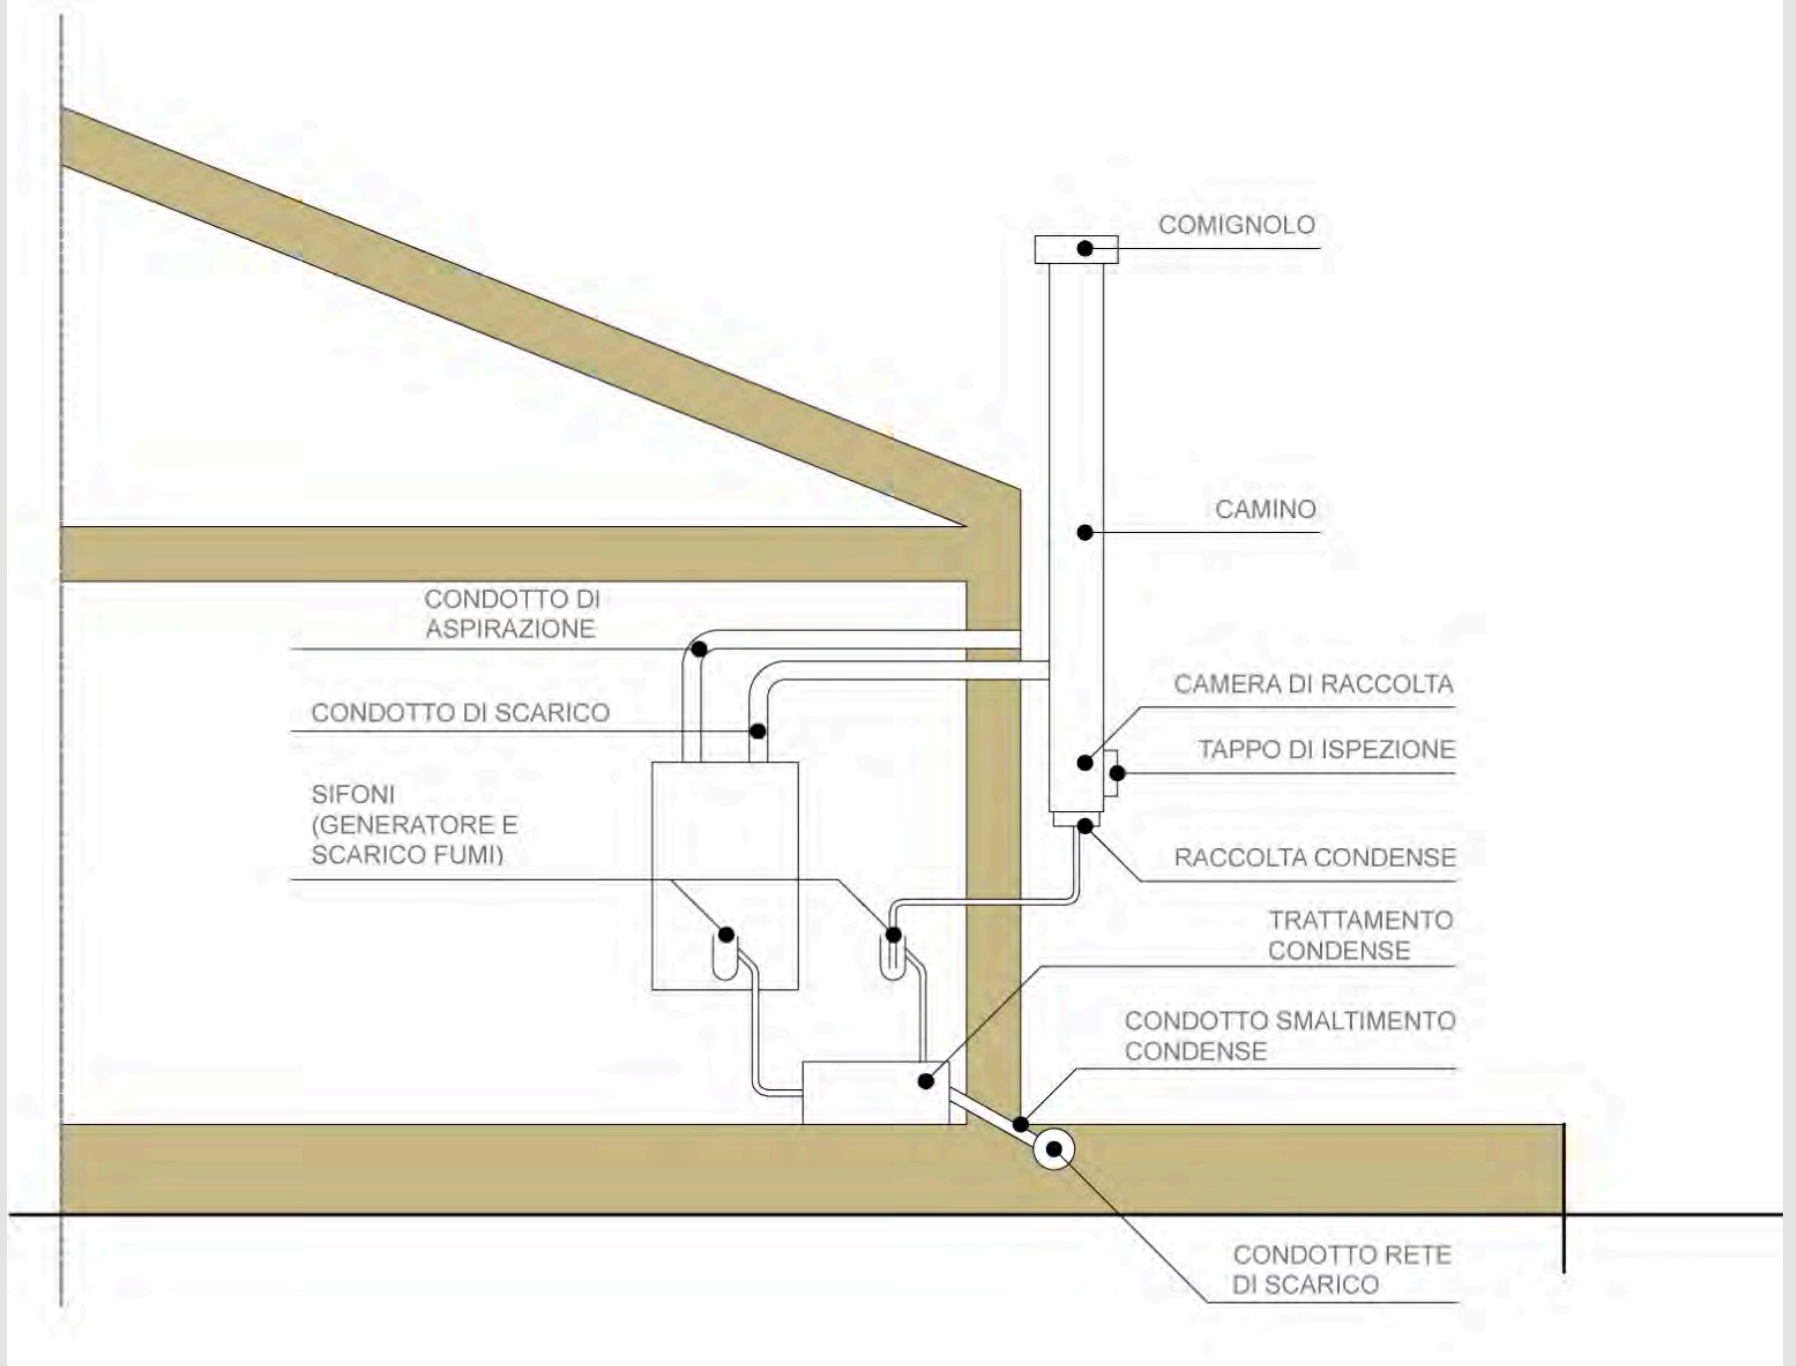 COMIGNOLO
CAMINO
CONDOTTO DI
ASPIRAZIONE
CONDOTTO DI SCARICO
SIFONI
(GENERATORE E
SCARICO FUMI)
CAMERA DI RACCOLTA
TAPPO DI ISPEZIONE
RACCOLTA CONDENSE
TRATTAMENTO
CONDENSE
CONDOTTO SMALTIMENTO
CONDENSE
CONDOTTO RETE
DI SCARICO